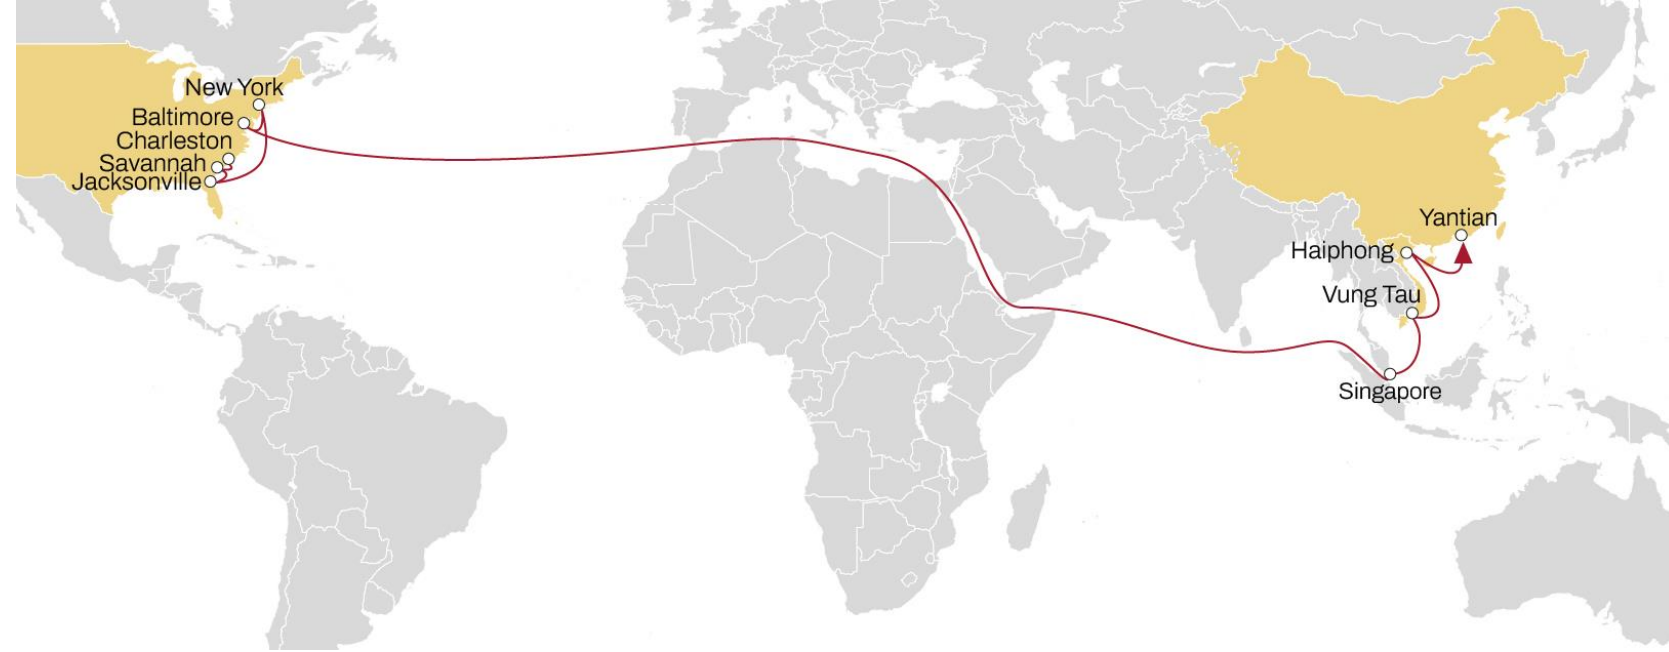 New York
Baltimore
Charleston
Savannah
Jacksonville
Yantian
Haiphong
Vung Tau
Singapore